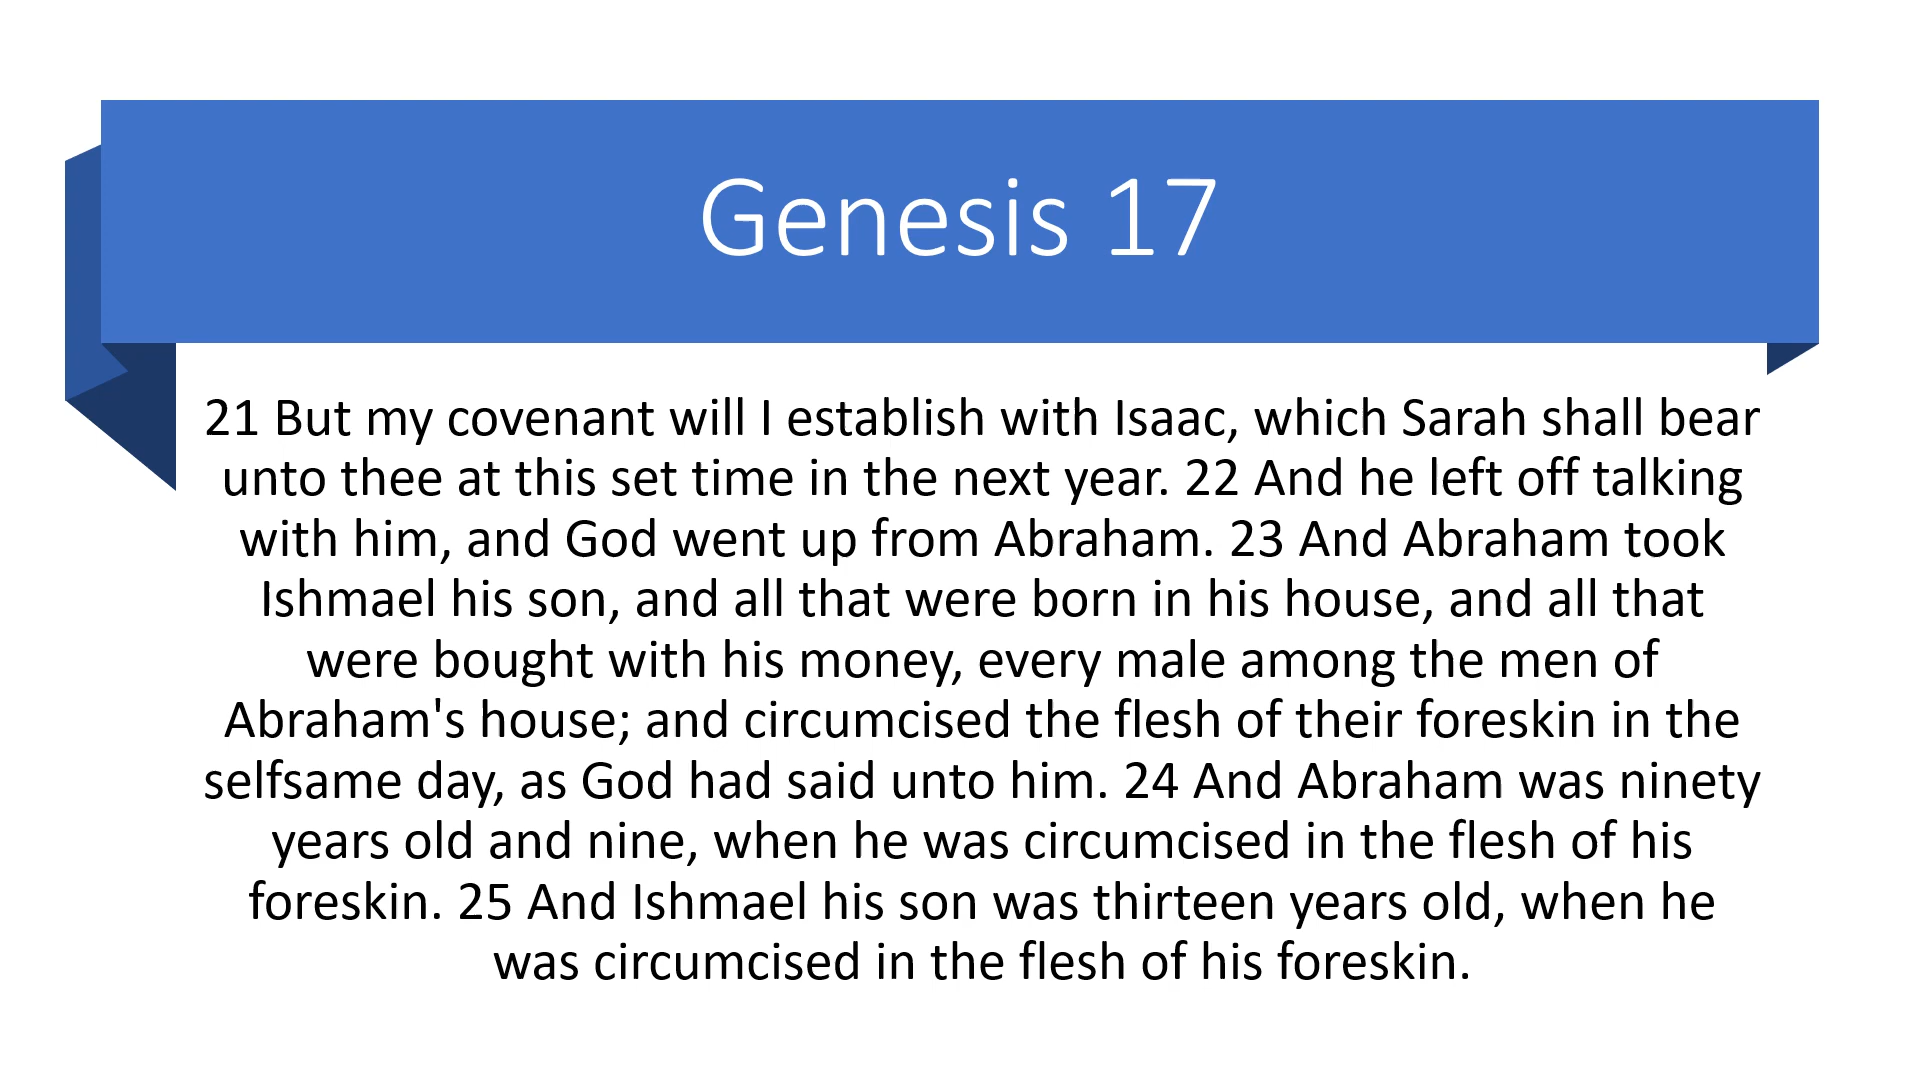 Genesis 17
21 But my covenant will I establish with Isaac, which Sarah shall bear
unto thee at this set time in the next year. 22 And he left off talking
with him, and God went up from Abraham. 23 And Abraham took
Ishmael his son, and all that were born in his house, and all that
were bought with his money, every male among the men of
Abraham's house; and circumcised the flesh of their foreskin in the
selfsame day, as God had said unto him. 24 And Abraham was ninety
years old and nine, when he was circumcised in the flesh of his
foreskin. 25 And Ishmael his son was thirteen years old, when he
was circumcised in the flesh of his foreskin.